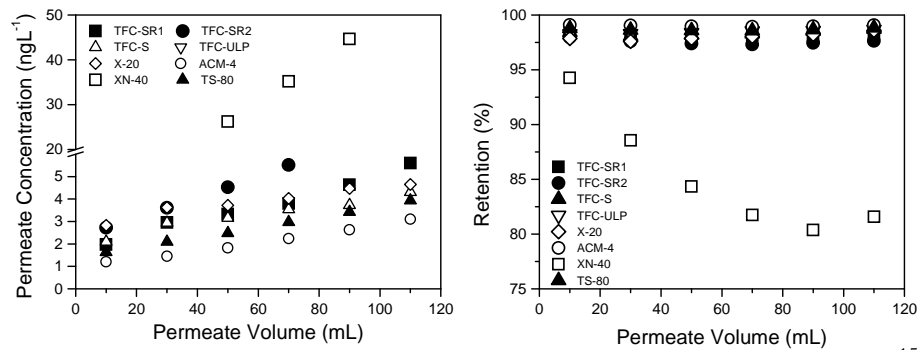 Permeate Concentration (ngL⁻¹)
50
40
30
20
5
4
3
2
1
0
TFC-SR1
TFC-SR2
TFC-S
TFC-ULP
X-20
ACM-4
XN-40
TS-80
0 20 40 60 80 100 120
Permeate Volume (mL)
Retention (%)
100
95
90
85
80
75
TFC-SR1
TFC-SR2
TFC-S
TFC-ULP
X-20
ACM-4
XN-40
TS-80
0 20 40 60 80 100 120
Permeate Volume (mL)